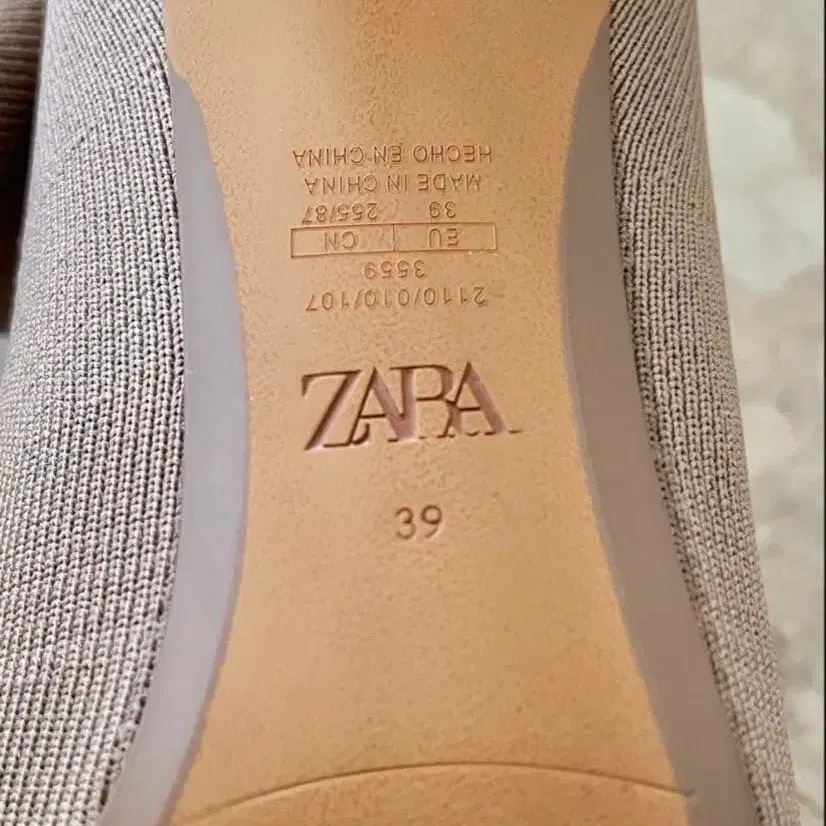 ZARA
39
2110/010/107
3559
EU CN
39 255/87
MADE IN CHINA
HECHO EN CHINA